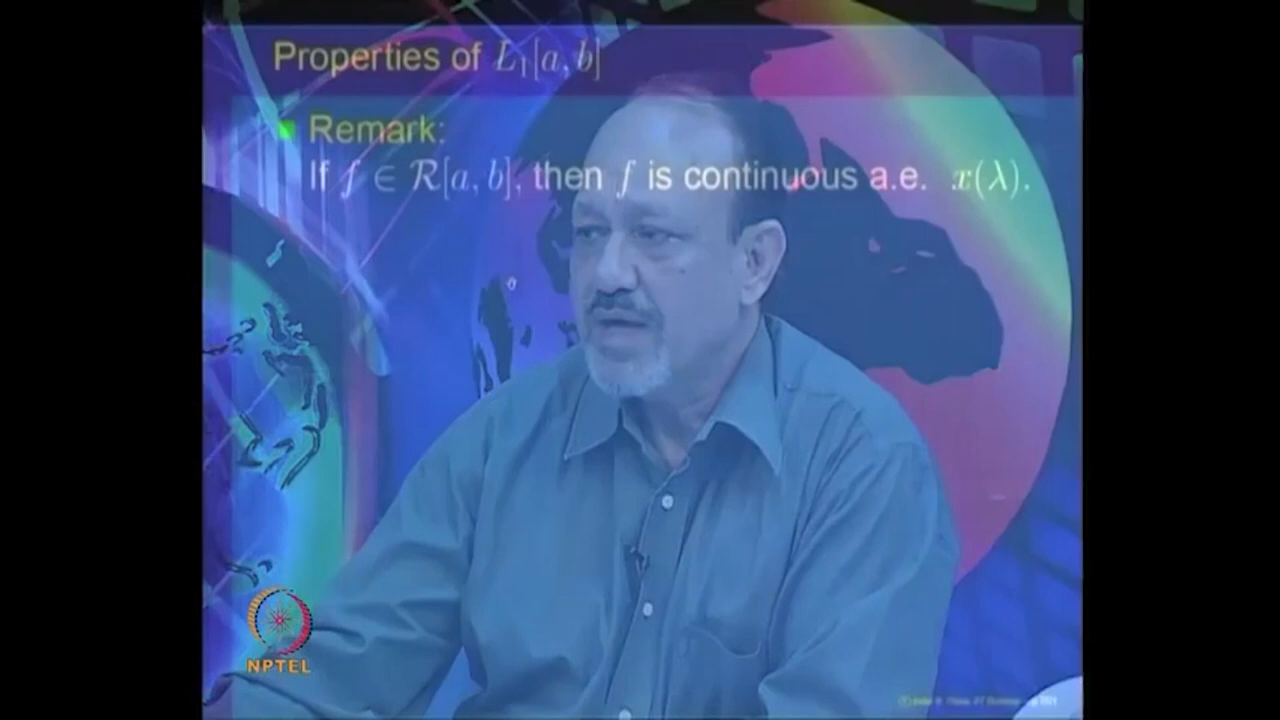 Properties of L₁[a, b]
Remark:
If f ∈ R[a, b], then f is continuous a.e. x(λ).
NPTEL